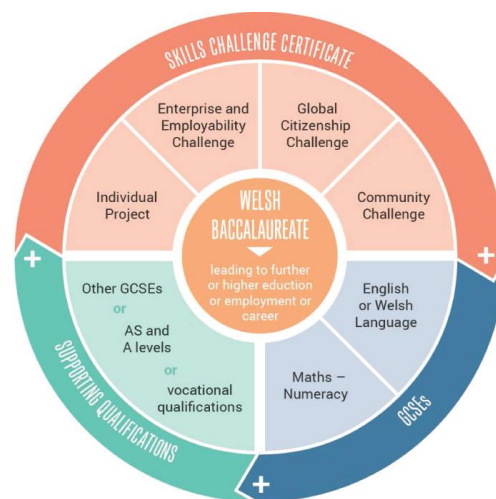 SKILLS CHALLENGE CERTIFICATE
Enterprise and
Employability
Challenge
Global
Citizenship
Challenge
Individual
Project
Community
Challenge
WELSH
BACCALAUREATE
leading to further
or higher eduction
or employment or
career
Other GCSEs
or
AS and
A levels
or
vocational
qualifications
English
or Welsh
Language
Maths –
Numeracy
SUPPORTING QUALIFICATIONS
GCSEs
+
+
+